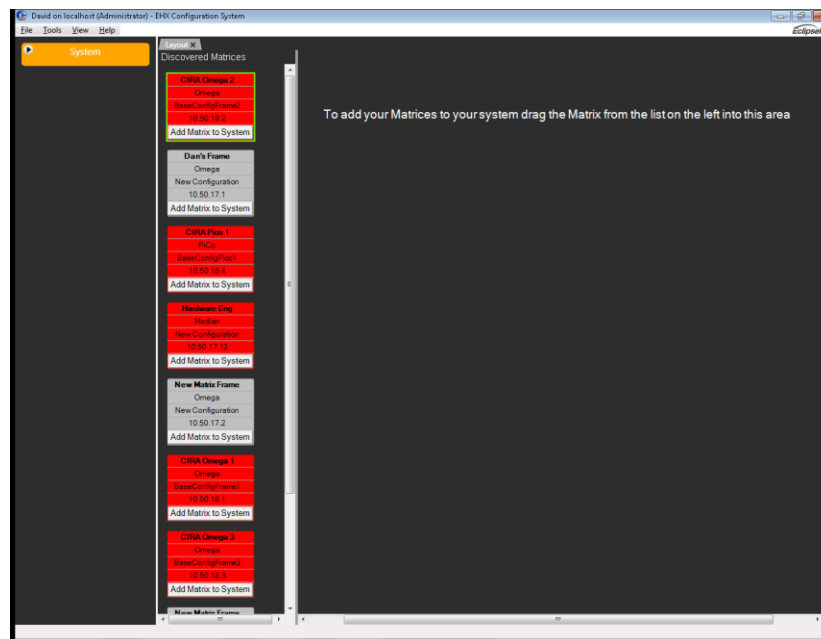 David on localhost (Administrator) - EHX Configuration System
File Tools View Help
Eclipse
System
Layout
Discovered Matrices
CIRA Omega 2
Omega
BaseConfigFrame2
10.50.18.2
Add Matrix to System
Dan's Frame
Omega
New Configuration
10.50.17.1
Add Matrix to System
CIRA Pico 1
PiCo
BaseConfigPico1
10.50.18.4
Add Matrix to System
Hardware Eng
Median
New Configuration
10.50.17.12
Add Matrix to System
New Matrix Frame
Omega
New Configuration
10.50.17.2
Add Matrix to System
CIRA Omega 1
Omega
BaseConfigFrame1
10.50.18.1
Add Matrix to System
CIRA Omega 3
Omega
BaseConfigFrame3
10.50.18.3
Add Matrix to System
New Matrix Frame
To add your Matrices to your system drag the Matrix from the list on the left into this area